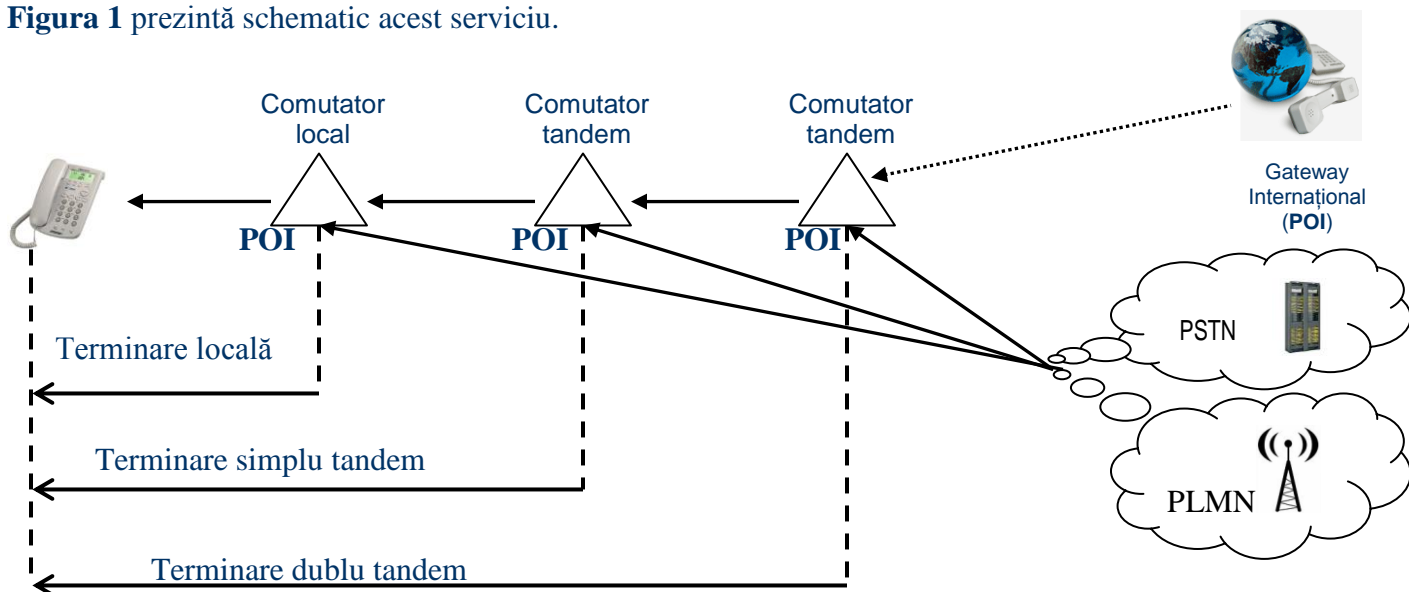 Figura 1 prezintă schematic acest serviciu.
Comutator
local
Comutator
tandem
Comutator
tandem
Gateway
Internațional
(POI)
POI
POI
POI
PSTN
Terminare locală
Terminare simplu tandem
PLMN
Terminare dublu tandem